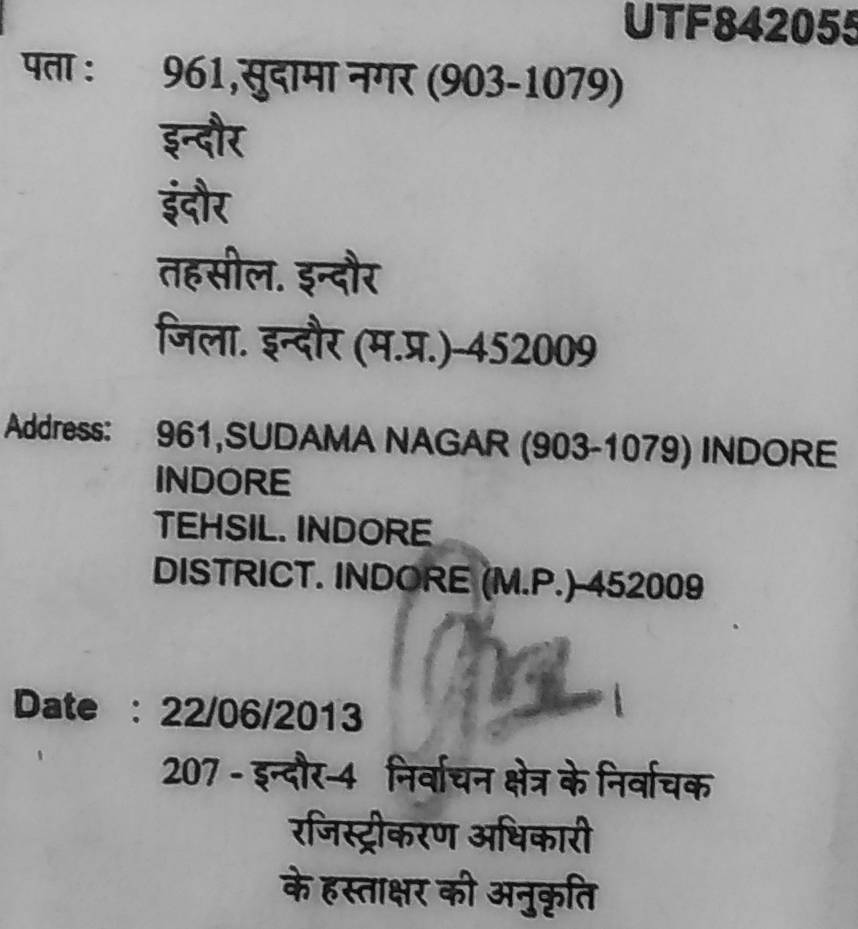 UTF842055
पता : 961,सुदामा नगर (903-1079)
इन्दौर
इंदौर
तहसील. इन्दौर
जिला. इन्दौर (म.प्र.)-452009
Address: 961,SUDAMA NAGAR (903-1079) INDORE
INDORE
TEHSIL. INDORE
DISTRICT. INDORE (M.P.)-452009
Date : 22/06/2013
207 - इन्दौर-4 निर्वाचन क्षेत्र के निर्वाचक
रजिस्ट्रीकरण अधिकारी
के हस्ताक्षर की अनुकृति